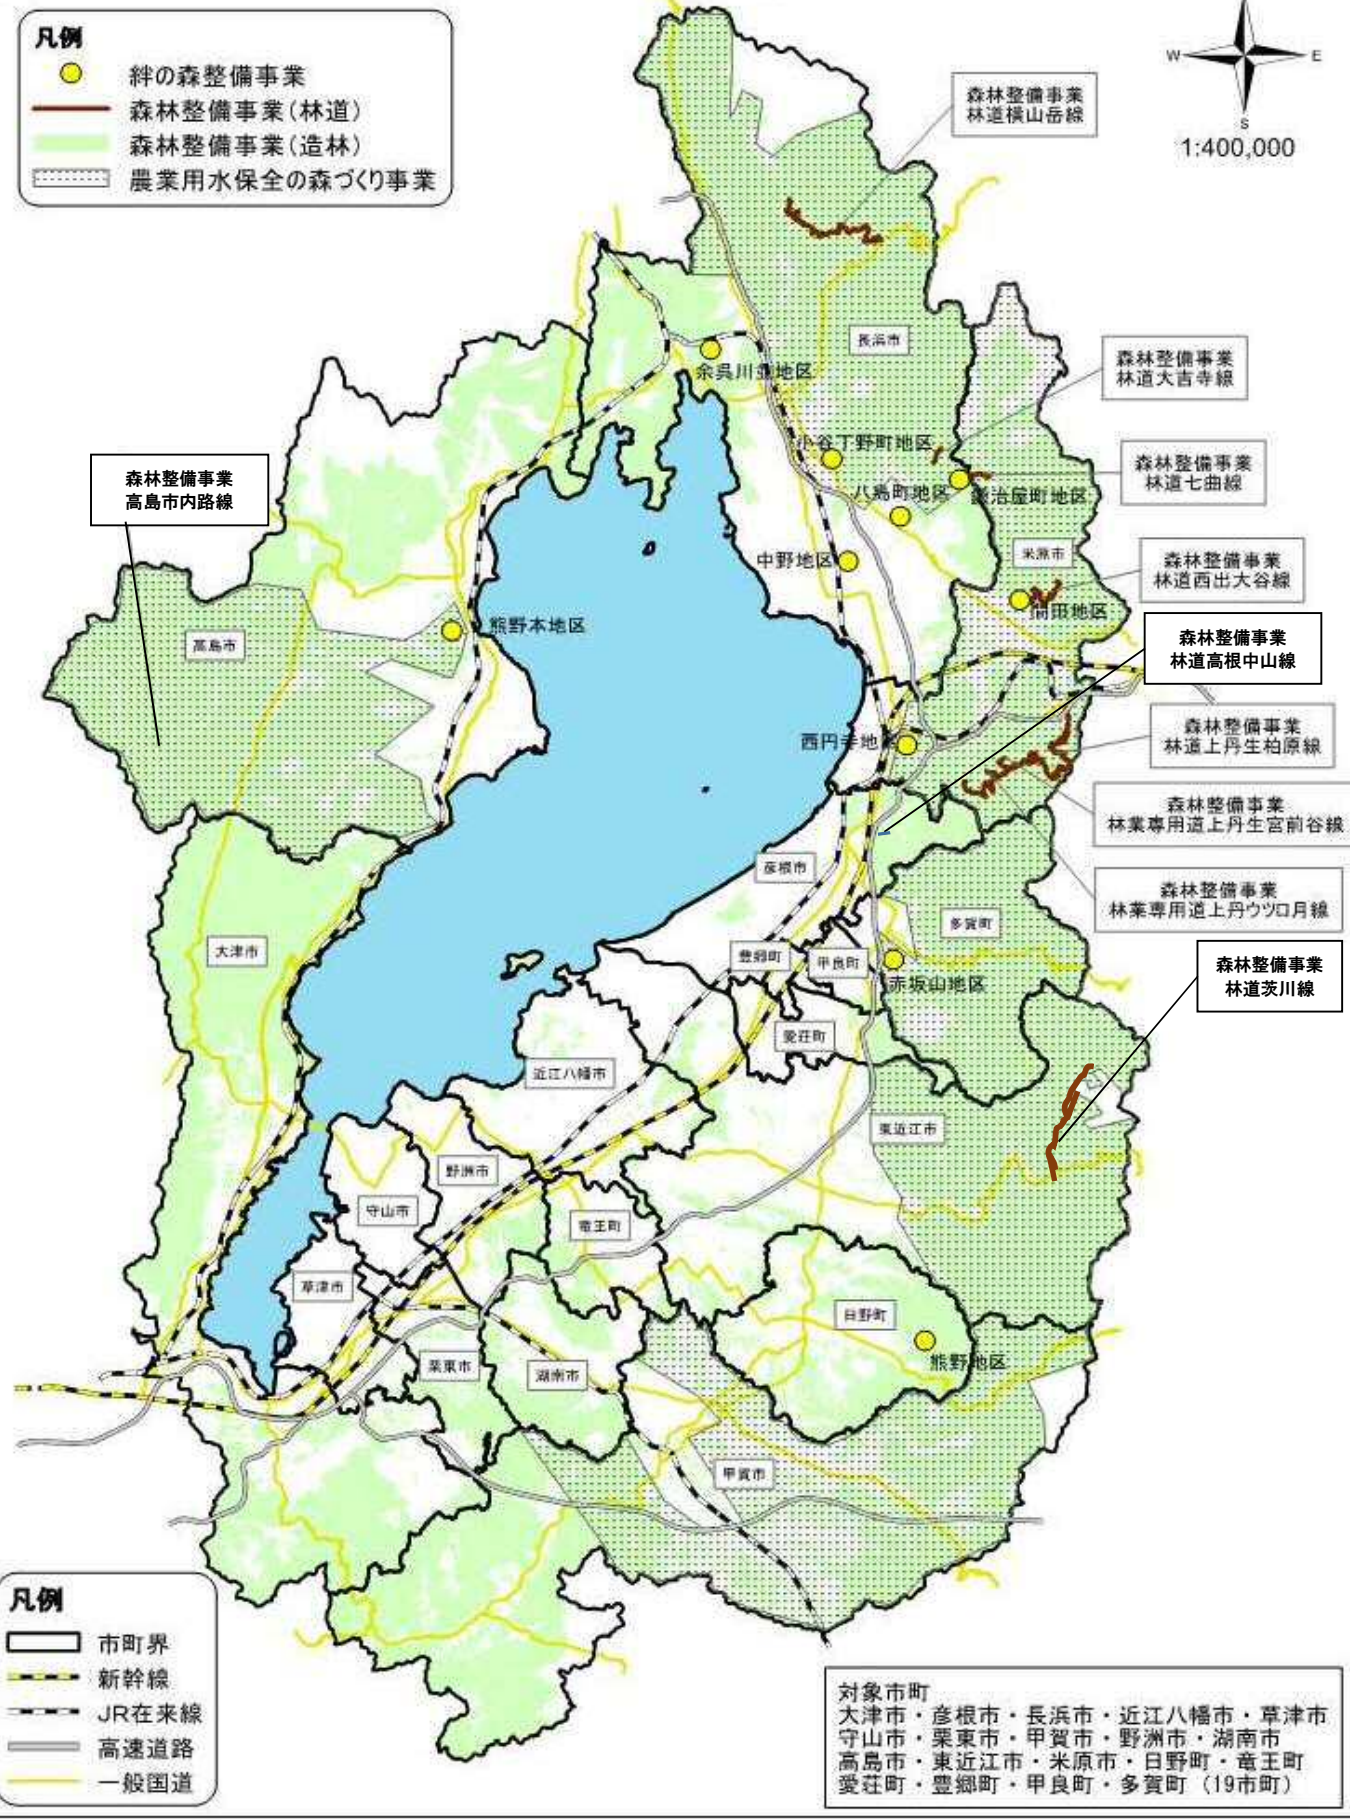 凡例
絆の森整備事業
森林整備事業(林道)
森林整備事業(造林)
農業用水保全の森づくり事業
W
E
S
1:400,000
森林整備事業
林道横山岳線
長浜市
余呉川並地区
森林整備事業
林道大吉寺線
小谷丁野町地区
森林整備事業
高島市内路線
森林整備事業
林道七曲線
八島町地区
鍛冶屋町地区
中野地区
米原市
森林整備事業
林道西出大谷線
間田地区
熊野本地区
高島市
森林整備事業
林道高根中山線
西円寺地区
森林整備事業
林道上丹生柏原線
森林整備事業
林業専用道上丹生宮前谷線
彦根市
森林整備事業
林業専用道上丹ウツロ月線
多賀町
大津市
豊郷町
甲良町
赤坂山地区
森林整備事業
林道茨川線
愛荘町
近江八幡市
東近江市
野洲市
守山市
竜王町
草津市
日野町
熊野地区
栗東市
湖南市
甲賀市
凡例
市町界
新幹線
JR在来線
高速道路
一般国道
対象市町
大津市・彦根市・長浜市・近江八幡市・草津市
守山市・栗東市・甲賀市・野洲市・湖南市
高島市・東近江市・米原市・日野町・竜王町
愛荘町・豊郷町・甲良町・多賀町(19市町)